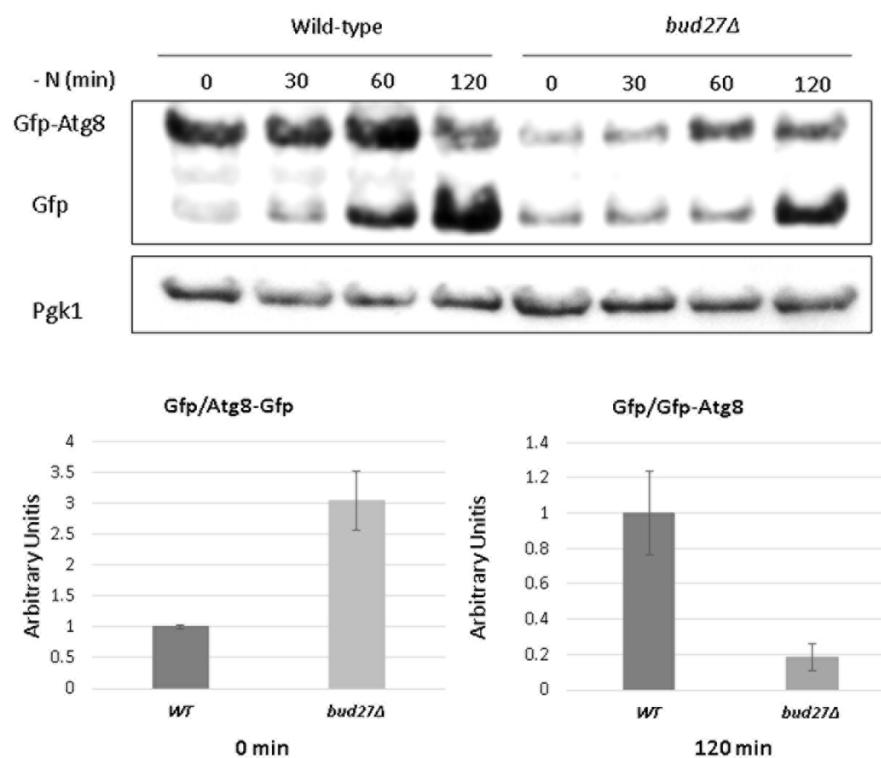 Wild-type bud27Δ
- N (min) 0 30 60 120 0 30 60 120
Gfp-Atg8
Gfp
Pgk1
Gfp/Atg8-Gfp
Arbitrary Unitis
4
3.5
3
2.5
2
1.5
1
0.5
0
WT bud27Δ
0 min
Gfp/Gfp-Atg8
Arbitrary Unitis
1.4
1.2
1
0.8
0.6
0.4
0.2
0
WT bud27Δ
120 min